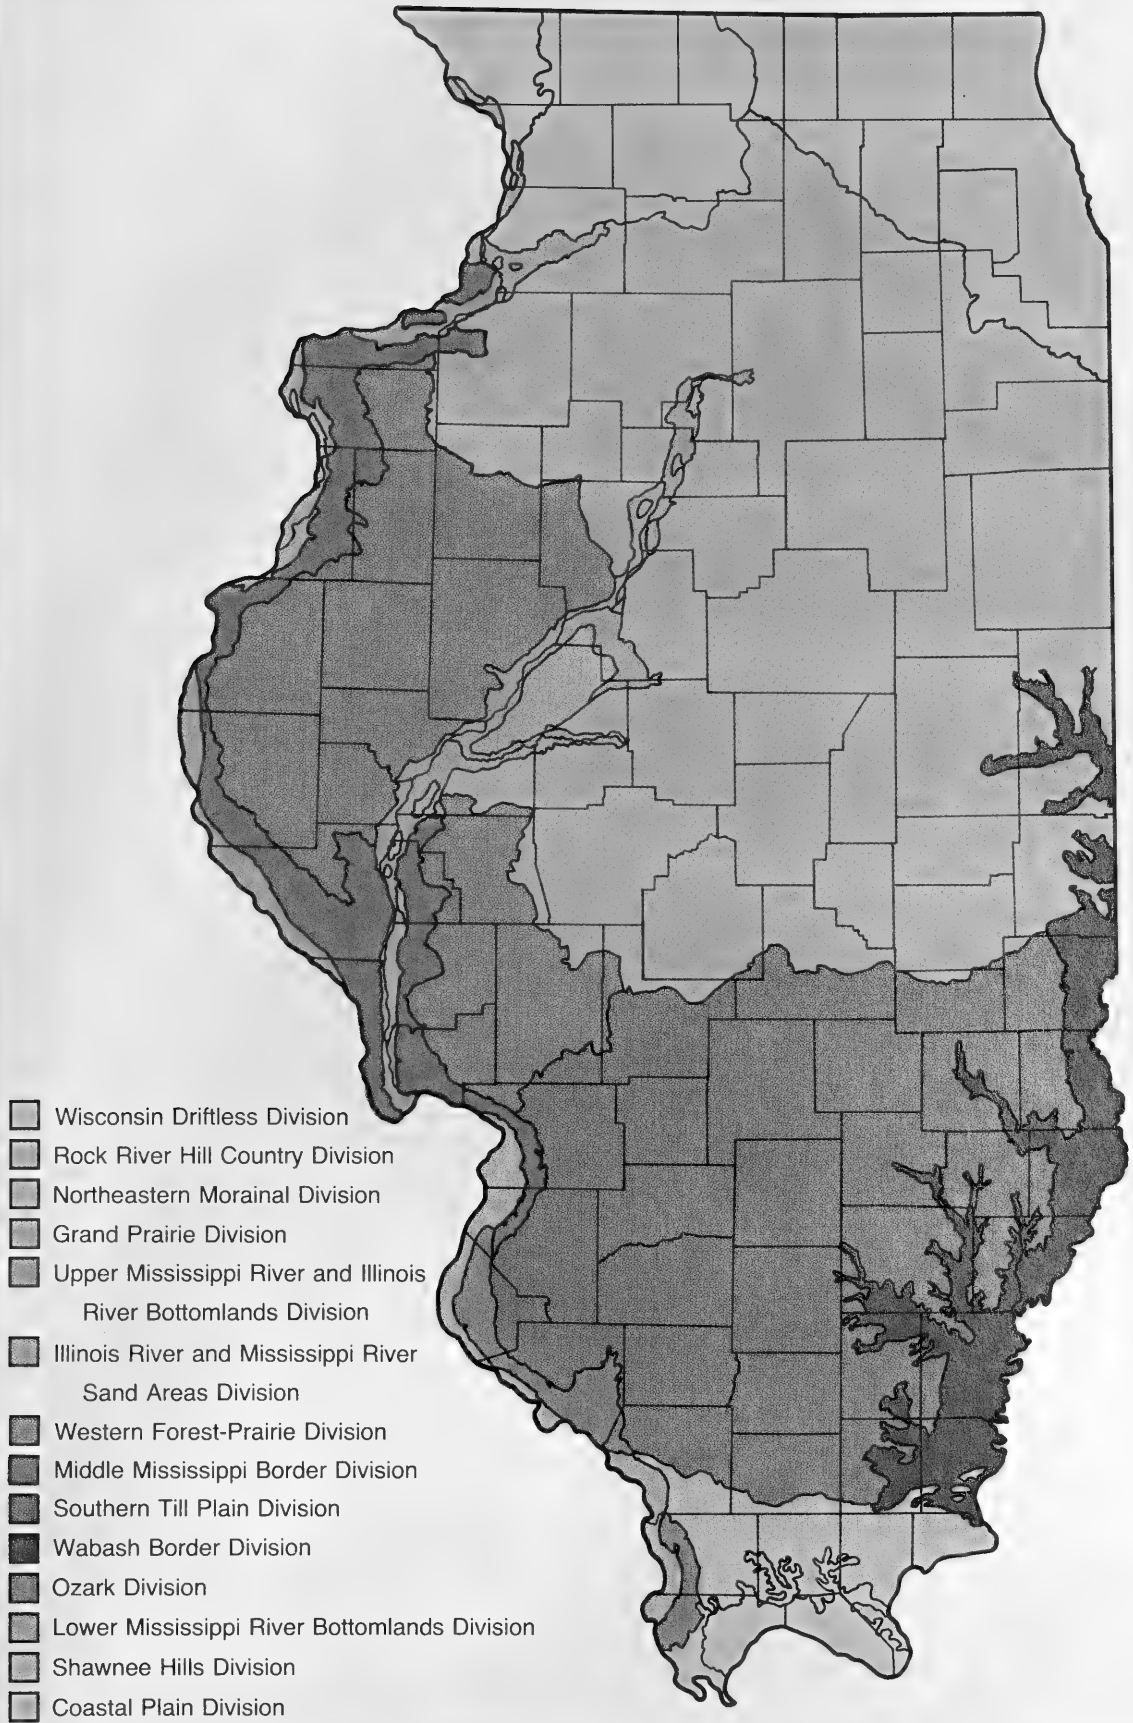 Wisconsin Driftless Division
Rock River Hill Country Division
Northeastern Morainal Division
Grand Prairie Division
Upper Mississippi River and Illinois
River Bottomlands Division
Illinois River and Mississippi River
Sand Areas Division
Western Forest-Prairie Division
Middle Mississippi Border Division
Southern Till Plain Division
Wabash Border Division
Ozark Division
Lower Mississippi River Bottomlands Division
Shawnee Hills Division
Coastal Plain Division